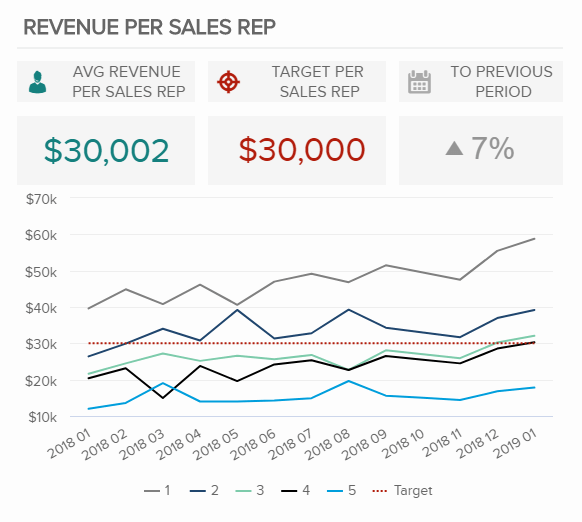 REVENUE PER SALES REP
AVG REVENUE
PER SALES REP
TARGET PER
SALES REP
TO PREVIOUS
PERIOD
$30,002
$30,000
7%
$70k
$60k
$50k
$40k
$30k
$20k
$10k
2018 01
2018 02
2018 03
2018 04
2018 05
2018 06
2018 07
2018 08
2018 09
2018 10
2018 11
2018 12
2019 01
1 2 3 4 5 Target